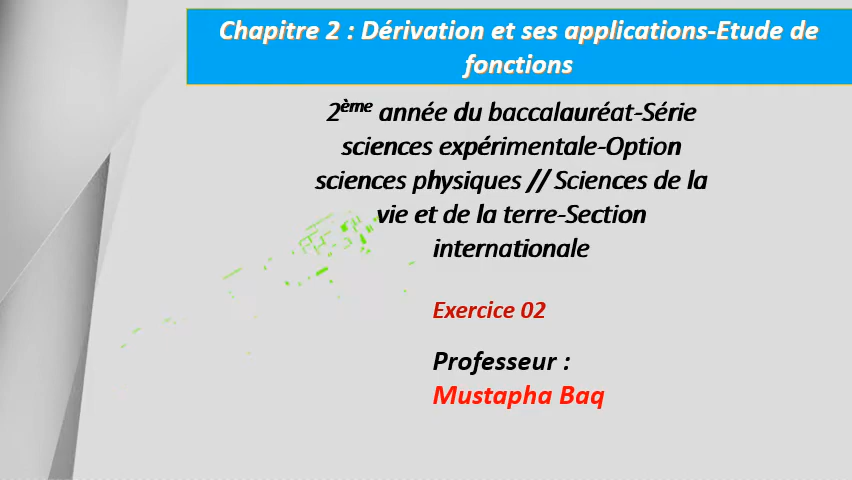 Chapitre 2 : Dérivation et ses applications-Etude de
fonctions
2ème année du baccalauréat-Série
sciences expérimentale-Option
sciences physiques // Sciences de la
vie et de la terre-Section
internationale
Exercice 02
Professeur :
Mustapha Baq